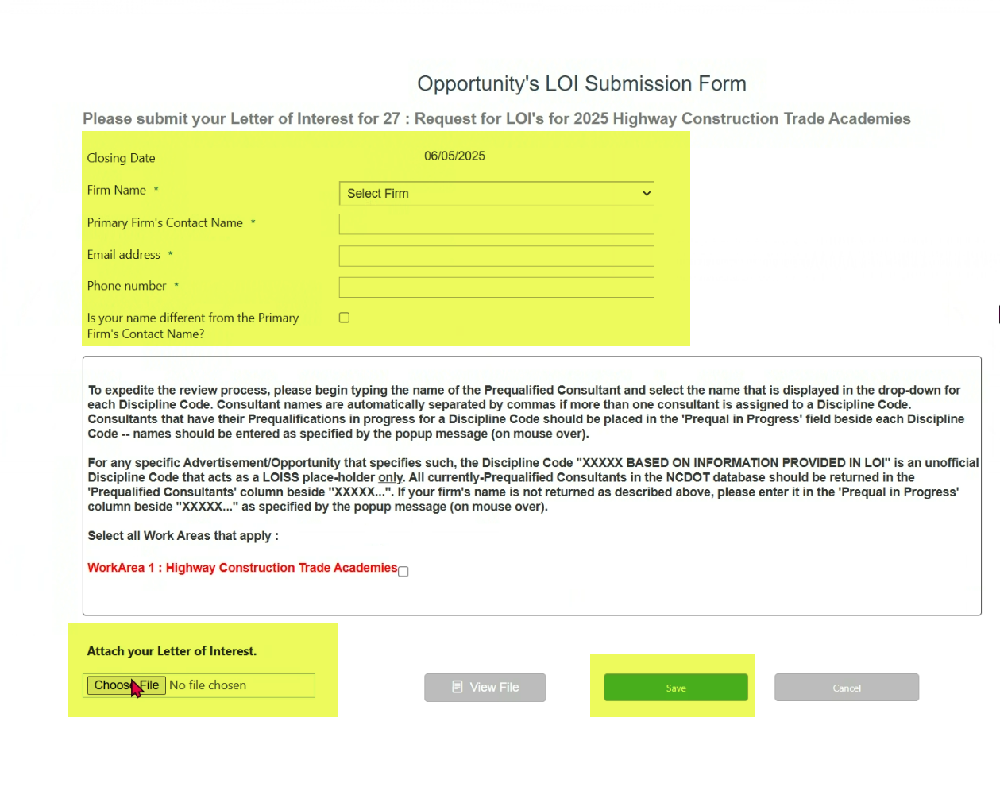 Opportunity's LOI Submission Form
Please submit your Letter of Interest for 27 : Request for LOI's for 2025 Highway Construction Trade Academies
Closing Date 06/05/2025
Firm Name * Select Firm
Primary Firm's Contact Name *
Email address *
Phone number *
Is your name different from the Primary
Firm's Contact Name?
To expedite the review process, please begin typing the name of the Prequalified Consultant and select the name that is displayed in the drop-down for
each Discipline Code. Consultant names are automatically separated by commas if more than one consultant is assigned to a Discipline Code.
Consultants that have their Prequalifications in progress for a Discipline Code should be placed in the 'Prequal in Progress' field beside each Discipline
Code -- names should be entered as specified by the popup message (on mouse over).
For any specific Advertisement/Opportunity that specifies such, the Discipline Code "XXXXX BASED ON INFORMATION PROVIDED IN LOI" is an unofficial
Discipline Code that acts as a LOISS place-holder only. All currently-Prequalified Consultants in the NCDOT database should be returned in the
'Prequalified Consultants' column beside "XXXXX...". If your firm's name is not returned as described above, please enter it in the 'Prequal in Progress'
column beside "XXXXX..." as specified by the popup message (on mouse over).
Select all Work Areas that apply :
WorkArea 1 : Highway Construction Trade Academies
Attach your Letter of Interest.
Choose File No file chosen
View File
Save
Cancel